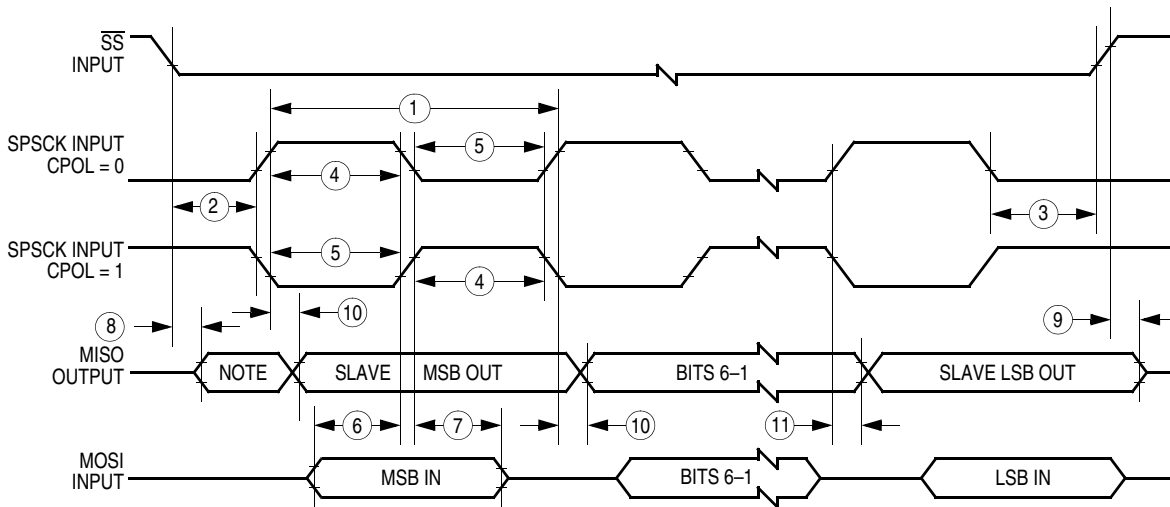 SS
INPUT
1
SPSCK INPUT
CPOL = 0
5
4
2
3
SPSCK INPUT
CPOL = 1
5
4
8
10
9
MISO
OUTPUT
NOTE
SLAVE MSB OUT
BITS 6–1
SLAVE LSB OUT
6
7
10
11
MOSI
INPUT
MSB IN
BITS 6–1
LSB IN